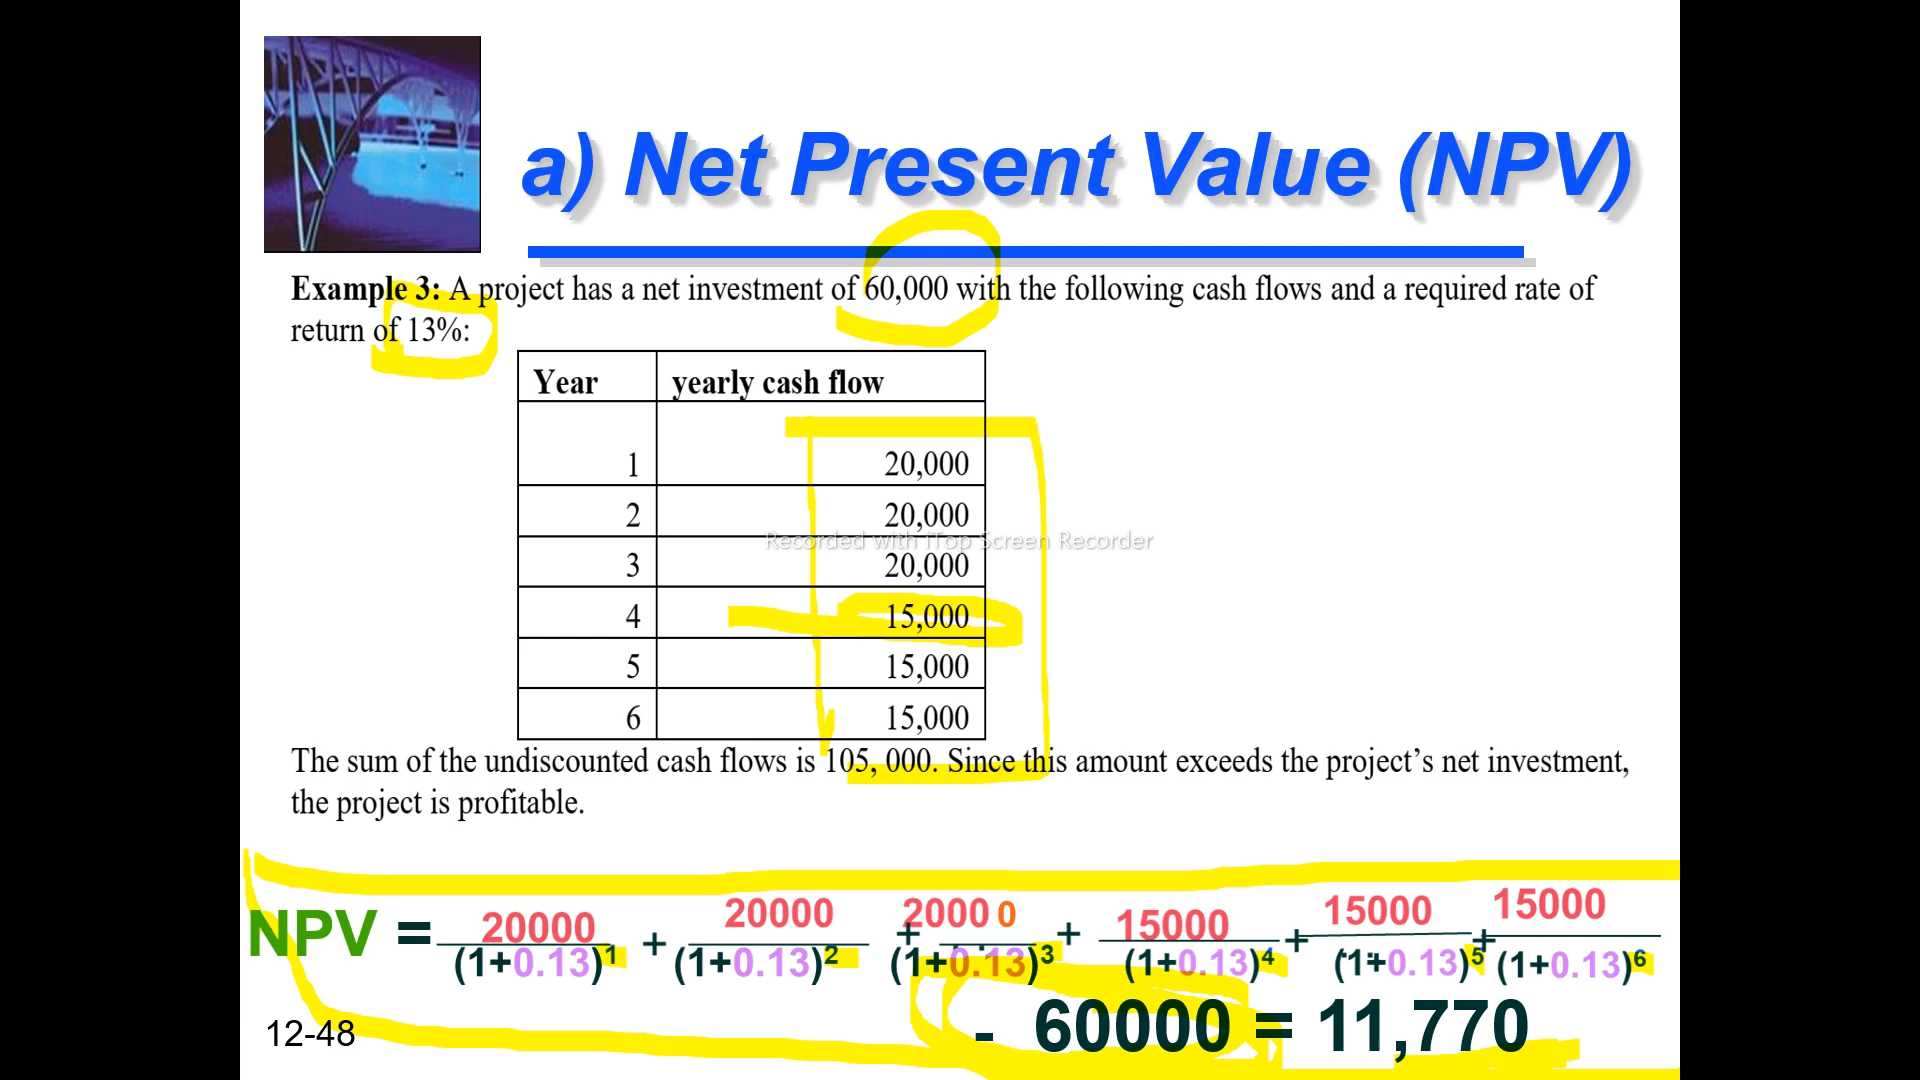 a) Net Present Value (NPV)
Example 3: A project has a net investment of 60,000 with the following cash flows and a required rate of
return of 13%:
Year yearly cash flow
1 20,000
2 20,000
Recorded with iTop Screen Recorder
3 20,000
4 15,000
5 15,000
6 15,000
The sum of the undiscounted cash flows is 105, 000. Since this amount exceeds the project’s net investment,
the project is profitable.
20000 20000 20000 15000 15000 15000
NPV = + + + + +
(1+0.13)¹ (1+0.13)² (1+0.13)³ (1+0.13)⁴ (1+0.13)⁵ (1+0.13)⁶
- 60000 = 11,770
12-48